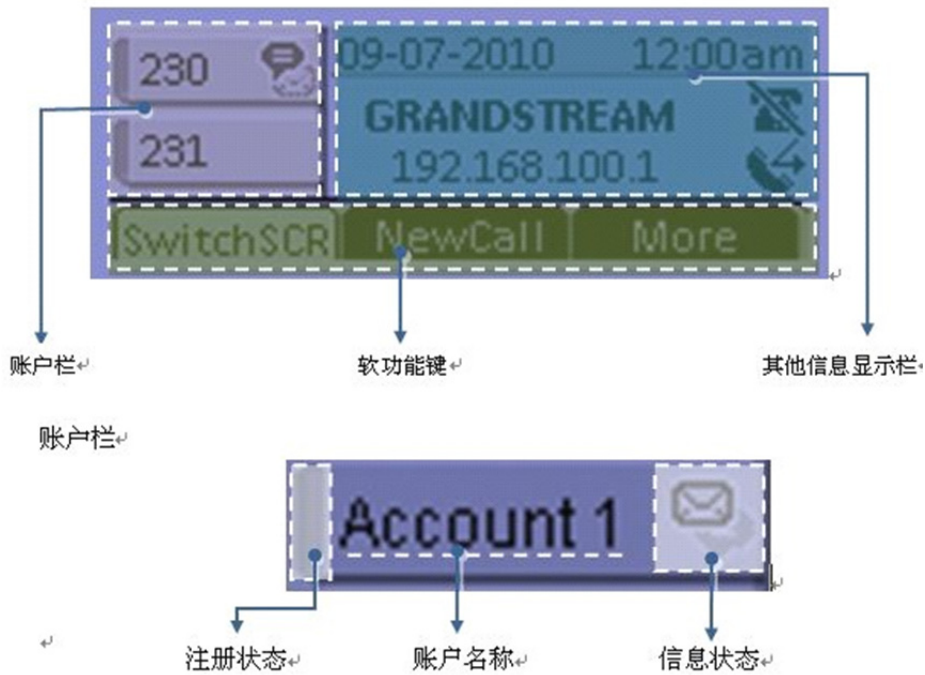 230
09-07-2010 12:00am
GRANDSTREAM
231
192.168.100.1
SwitchSCR NewCall More
账户栏 软功能键 其他信息显示栏
账户栏
Account 1
注册状态 账户名称 信息状态